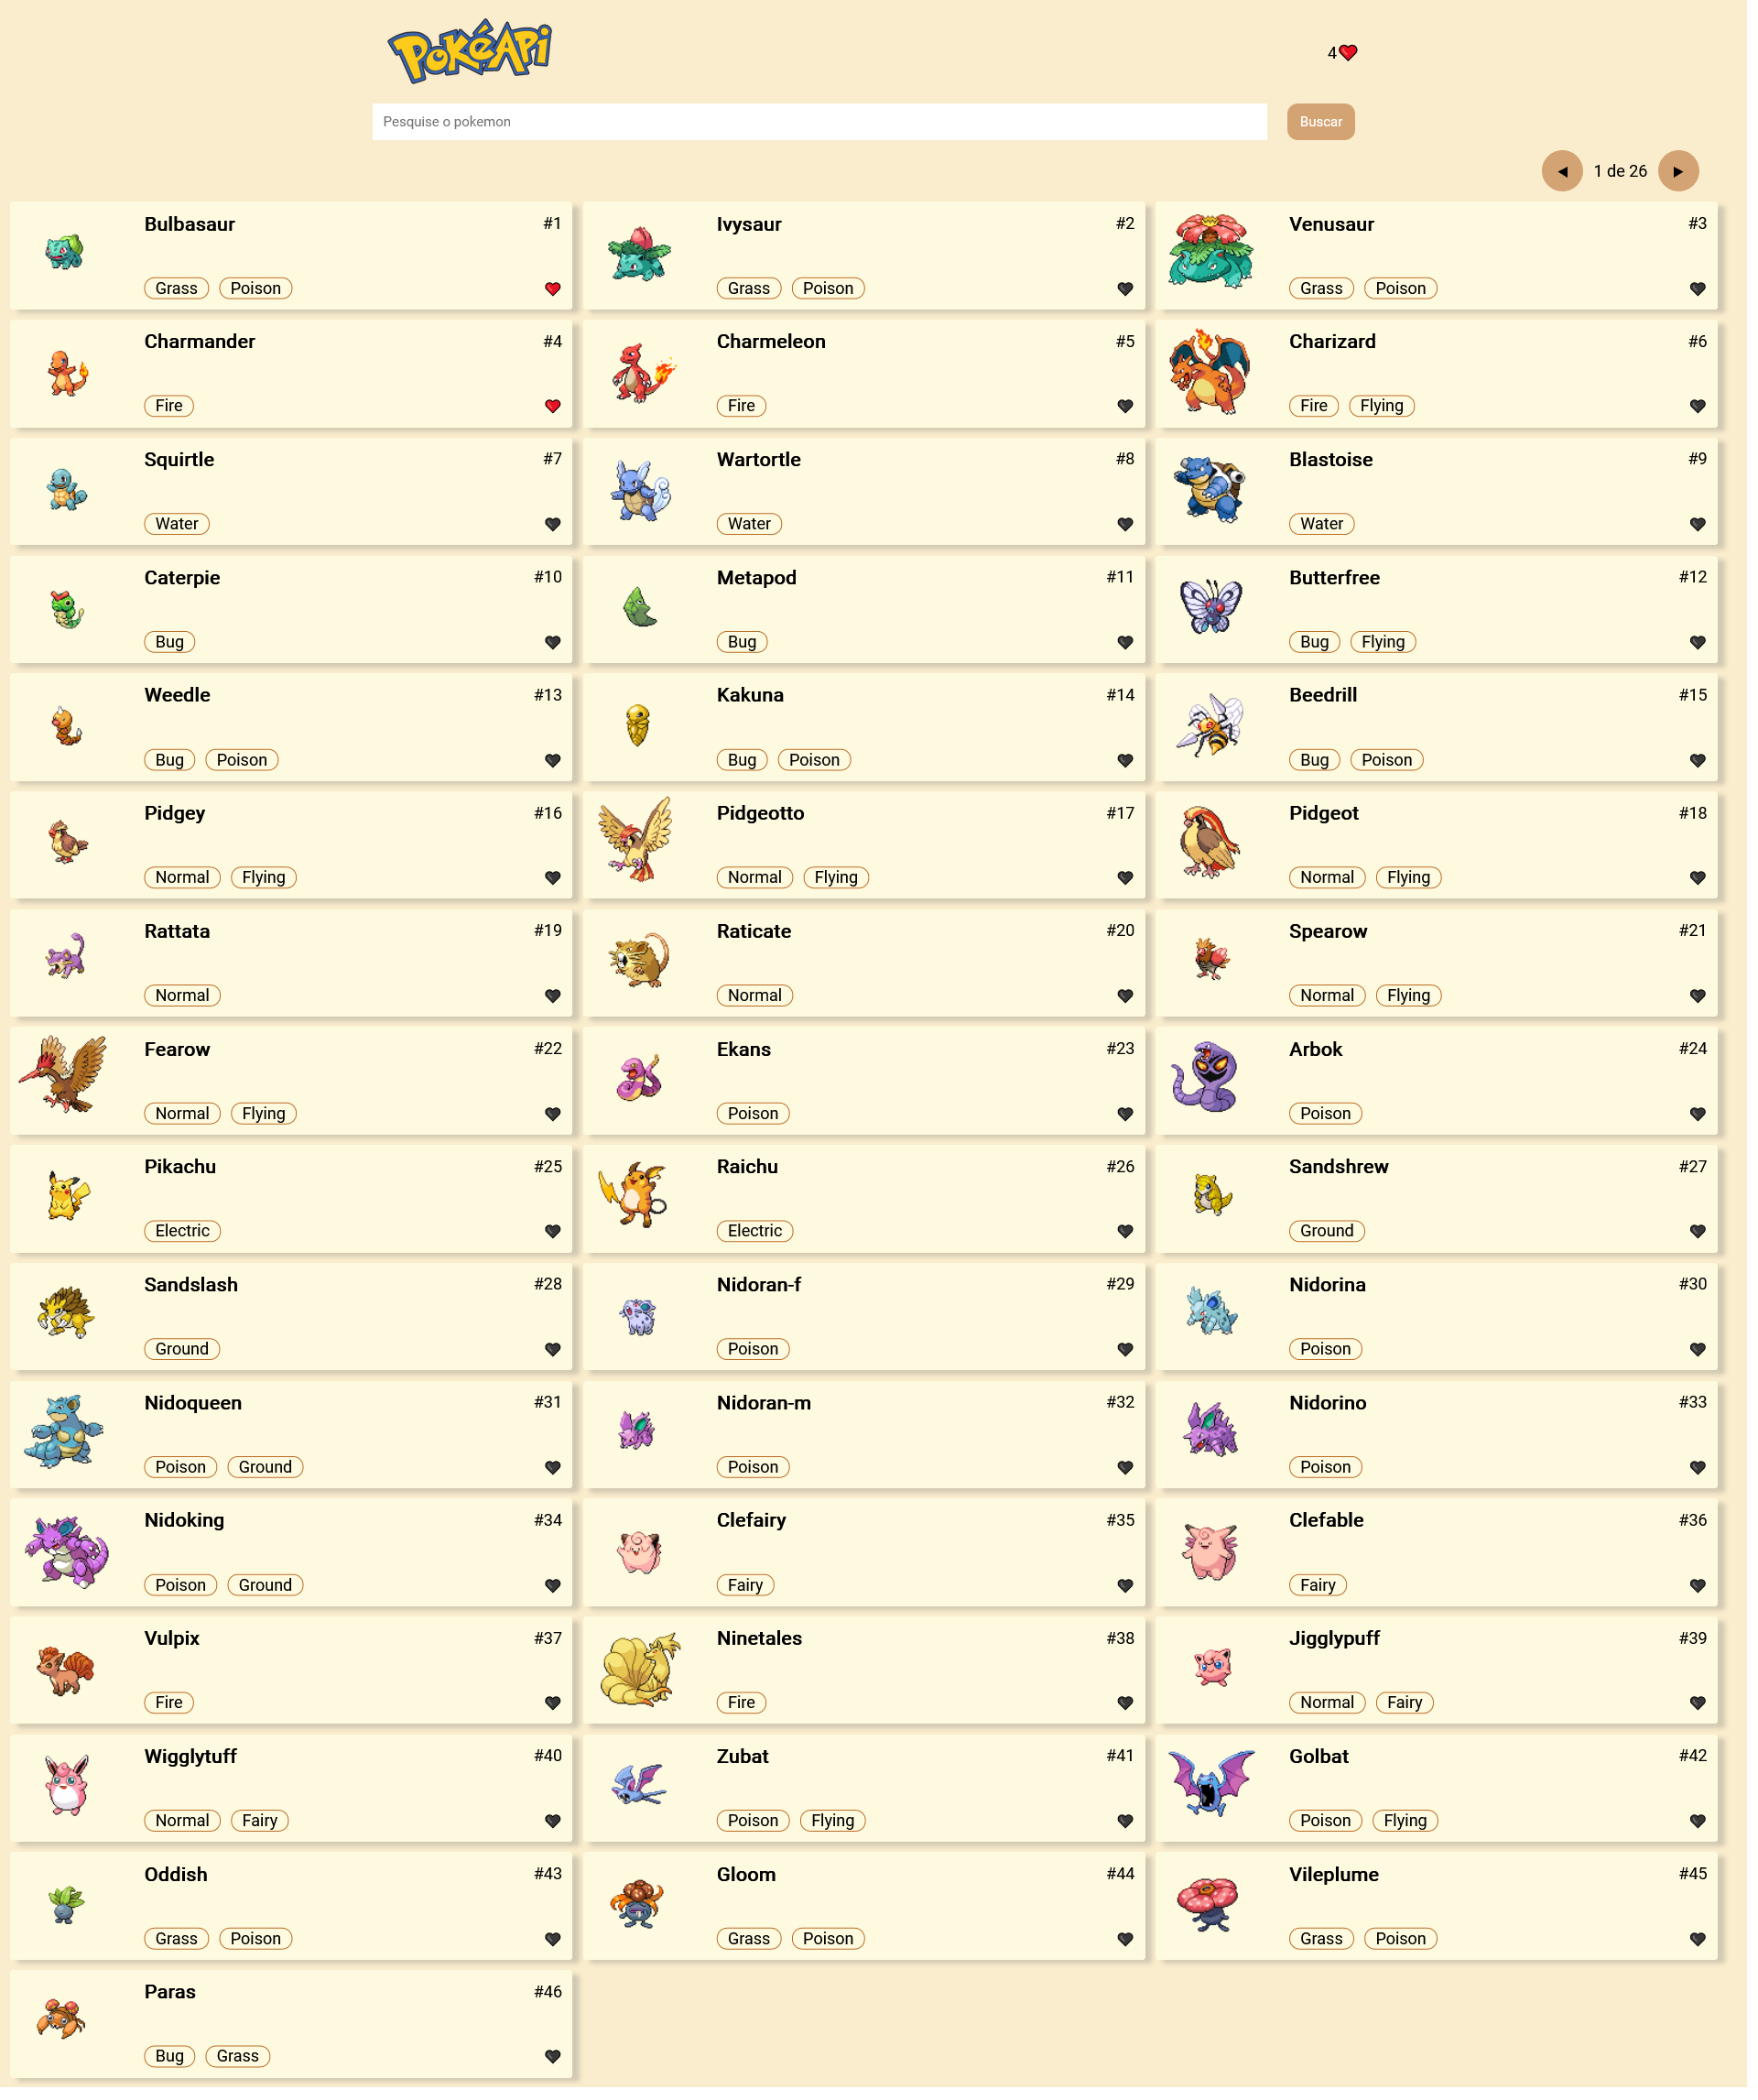 PokéApi
4
Pesquise o pokemon
Buscar
◄ 1 de 26 ►
Bulbasaur #1
Grass Poison
Ivysaur #2
Grass Poison
Venusaur #3
Grass Poison
Charmander #4
Fire
Charmeleon #5
Fire
Charizard #6
Fire Flying
Squirtle #7
Water
Wartortle #8
Water
Blastoise #9
Water
Caterpie #10
Bug
Metapod #11
Bug
Butterfree #12
Bug Flying
Weedle #13
Bug Poison
Kakuna #14
Bug Poison
Beedrill #15
Bug Poison
Pidgey #16
Normal Flying
Pidgeotto #17
Normal Flying
Pidgeot #18
Normal Flying
Rattata #19
Normal
Raticate #20
Normal
Spearow #21
Normal Flying
Fearow #22
Normal Flying
Ekans #23
Poison
Arbok #24
Poison
Pikachu #25
Electric
Raichu #26
Electric
Sandshrew #27
Ground
Sandslash #28
Ground
Nidoran-f #29
Poison
Nidorina #30
Poison
Nidoqueen #31
Poison Ground
Nidoran-m #32
Poison
Nidorino #33
Poison
Nidoking #34
Poison Ground
Clefairy #35
Fairy
Clefable #36
Fairy
Vulpix #37
Fire
Ninetales #38
Fire
Jigglypuff #39
Normal Fairy
Wigglytuff #40
Normal Fairy
Zubat #41
Poison Flying
Golbat #42
Poison Flying
Oddish #43
Grass Poison
Gloom #44
Grass Poison
Vileplume #45
Grass Poison
Paras #46
Bug Grass